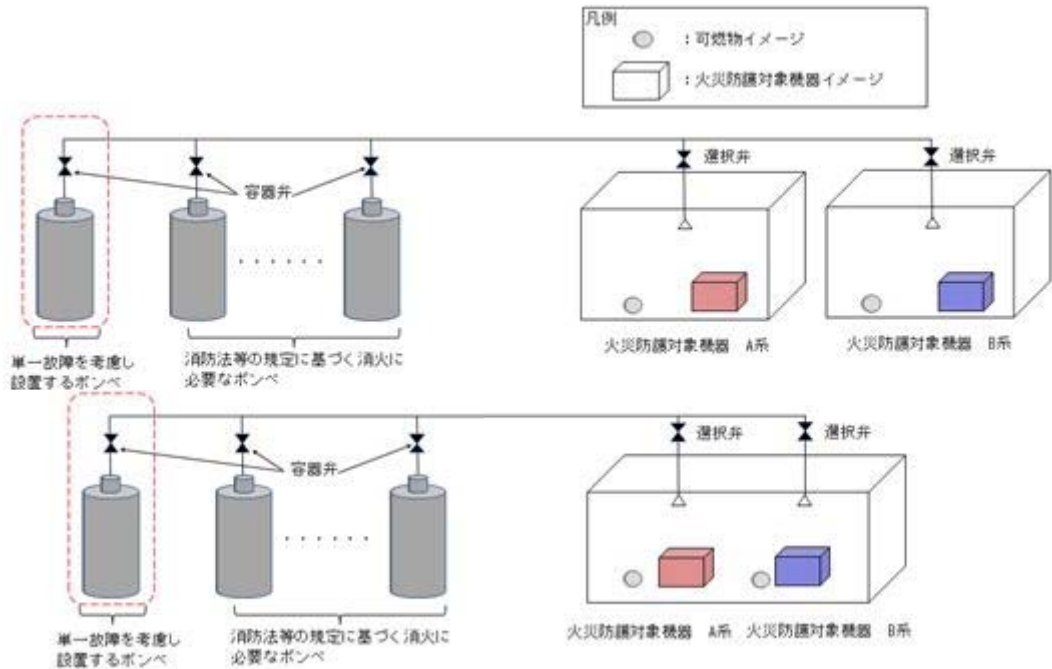 凡例
：可燃物イメージ
：火災防護対象機器イメージ
選択弁
選択弁
容器弁
単一故障を考慮し
設置するボンベ
消防法等の規定に基づく消火に
必要なボンベ
火災防護対象機器 A系
火災防護対象機器 B系
選択弁
選択弁
容器弁
単一故障を考慮し
設置するボンベ
消防法等の規定に基づく消火に
必要なボンベ
火災防護対象機器 A系
火災防護対象機器 B系